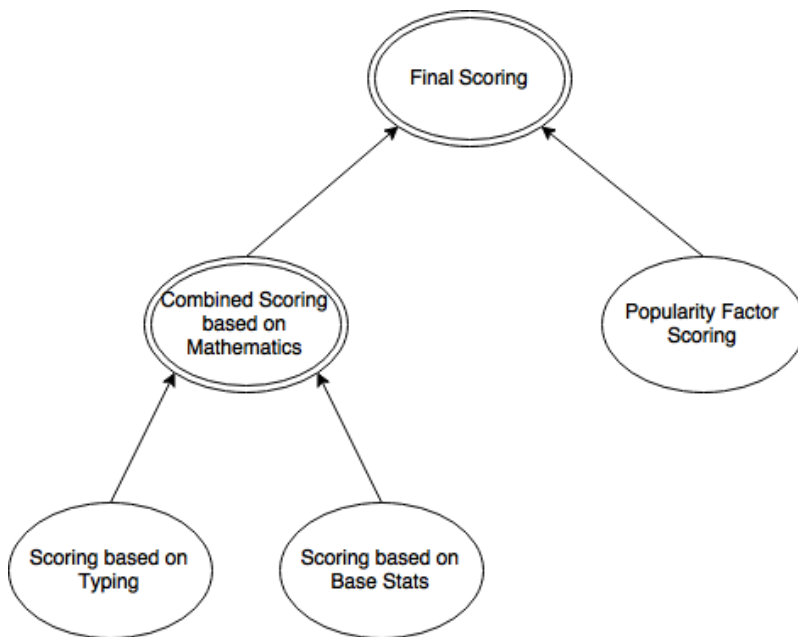 Final Scoring
Combined Scoring
based on
Mathematics
Popularity Factor
Scoring
Scoring based on
Typing
Scoring based on
Base Stats